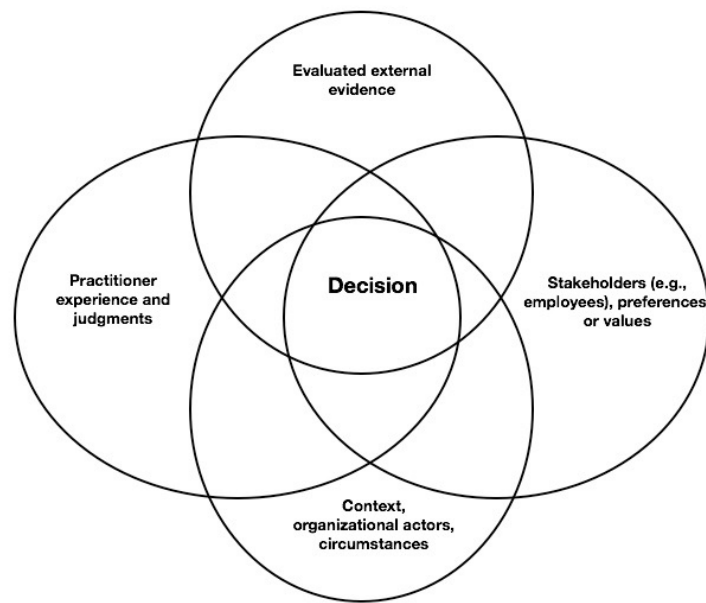 Evaluated external
evidence
Practitioner
experience and
judgments
Decision
Stakeholders (e.g.,
employees), preferences
or values
Context,
organizational actors,
circumstances